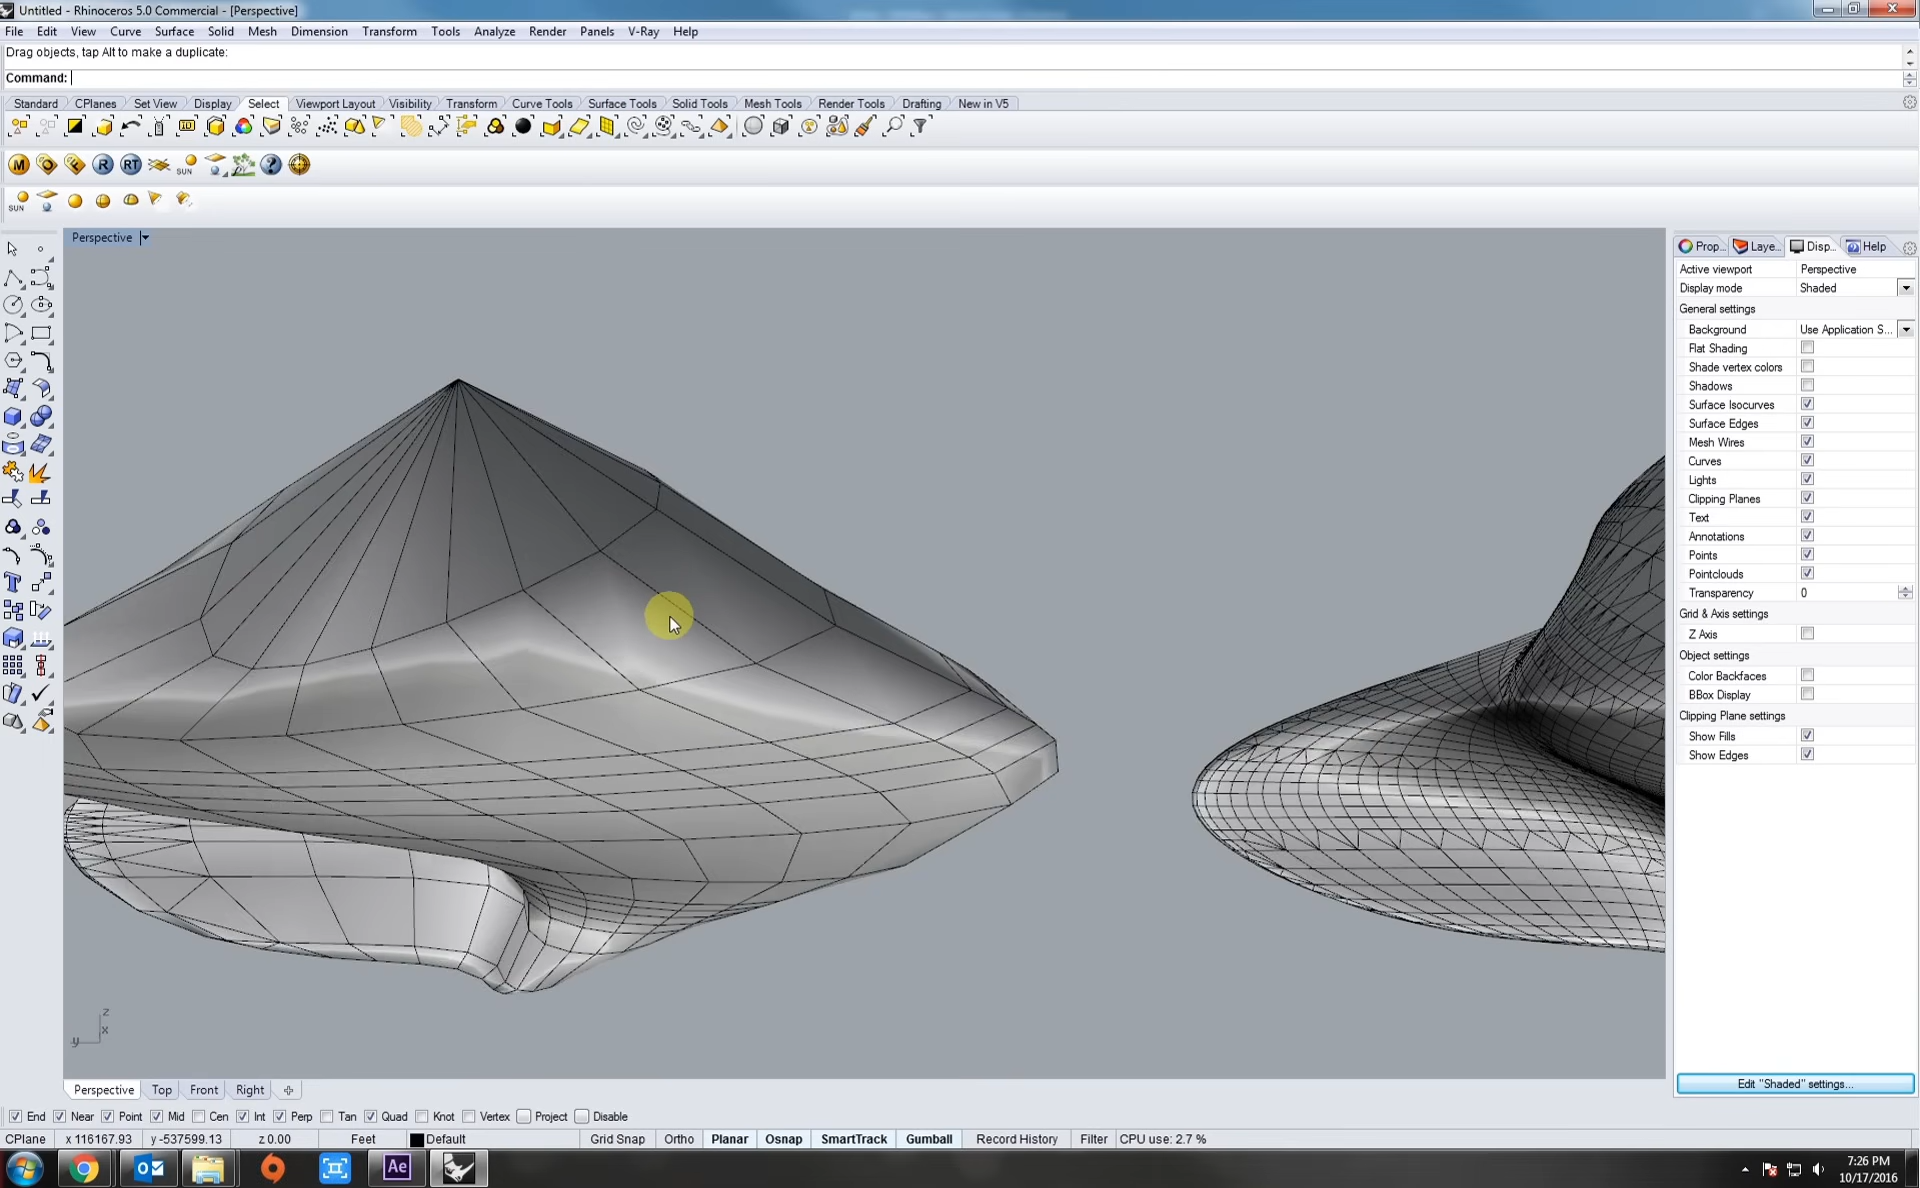 Untitled - Rhinoceros 5.0 Commercial - [Perspective]
File Edit View Curve Surface Solid Mesh Dimension Transform Tools Analyze Render Panels V-Ray Help
Drag objects, tap Alt to make a duplicate:
Command:
Standard CPlanes Set View Display Select Viewport Layout Visibility Transform Curve Tools Surface Tools Solid Tools Mesh Tools Render Tools Drafting New in V5
M R RT SUN ?
SUN
Perspective
Prop... Laye... Disp... Help
Active viewport Perspective
Display mode Shaded
General settings
Background Use Application S...
Flat Shading
Shade vertex colors
Shadows
Surface Isocurves
Surface Edges
Mesh Wires
Curves
Lights
Clipping Planes
Text
Annotations
Points
Pointclouds
Transparency 0
Grid & Axis settings
Z Axis
Object settings
Color Backfaces
BBox Display
Clipping Plane settings
Show Fills
Show Edges
z
x
y
Edit "Shaded" settings...
Perspective Top Front Right
End Near Point Mid Cen Int Perp Tan Quad Knot Vertex Project Disable
CPlane x 116167.93 y -537599.13 z 0.00 Feet Default Grid Snap Ortho Planar Osnap SmartTrack Gumball Record History Filter CPU use: 2.7 %
Ae
7:26 PM
10/17/2016